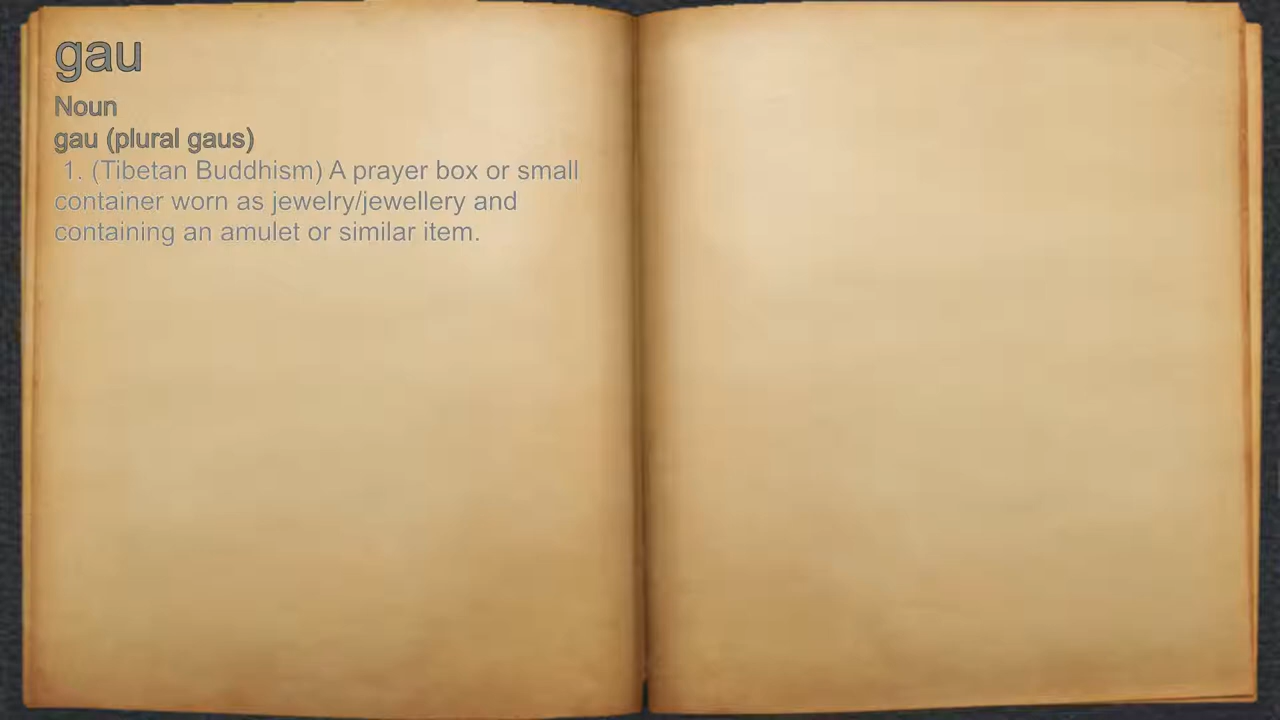 gau
Noun
gau (plural gaus)
1. (Tibetan Buddhism) A prayer box or small
container worn as jewelry/jewellery and
containing an amulet or similar item.